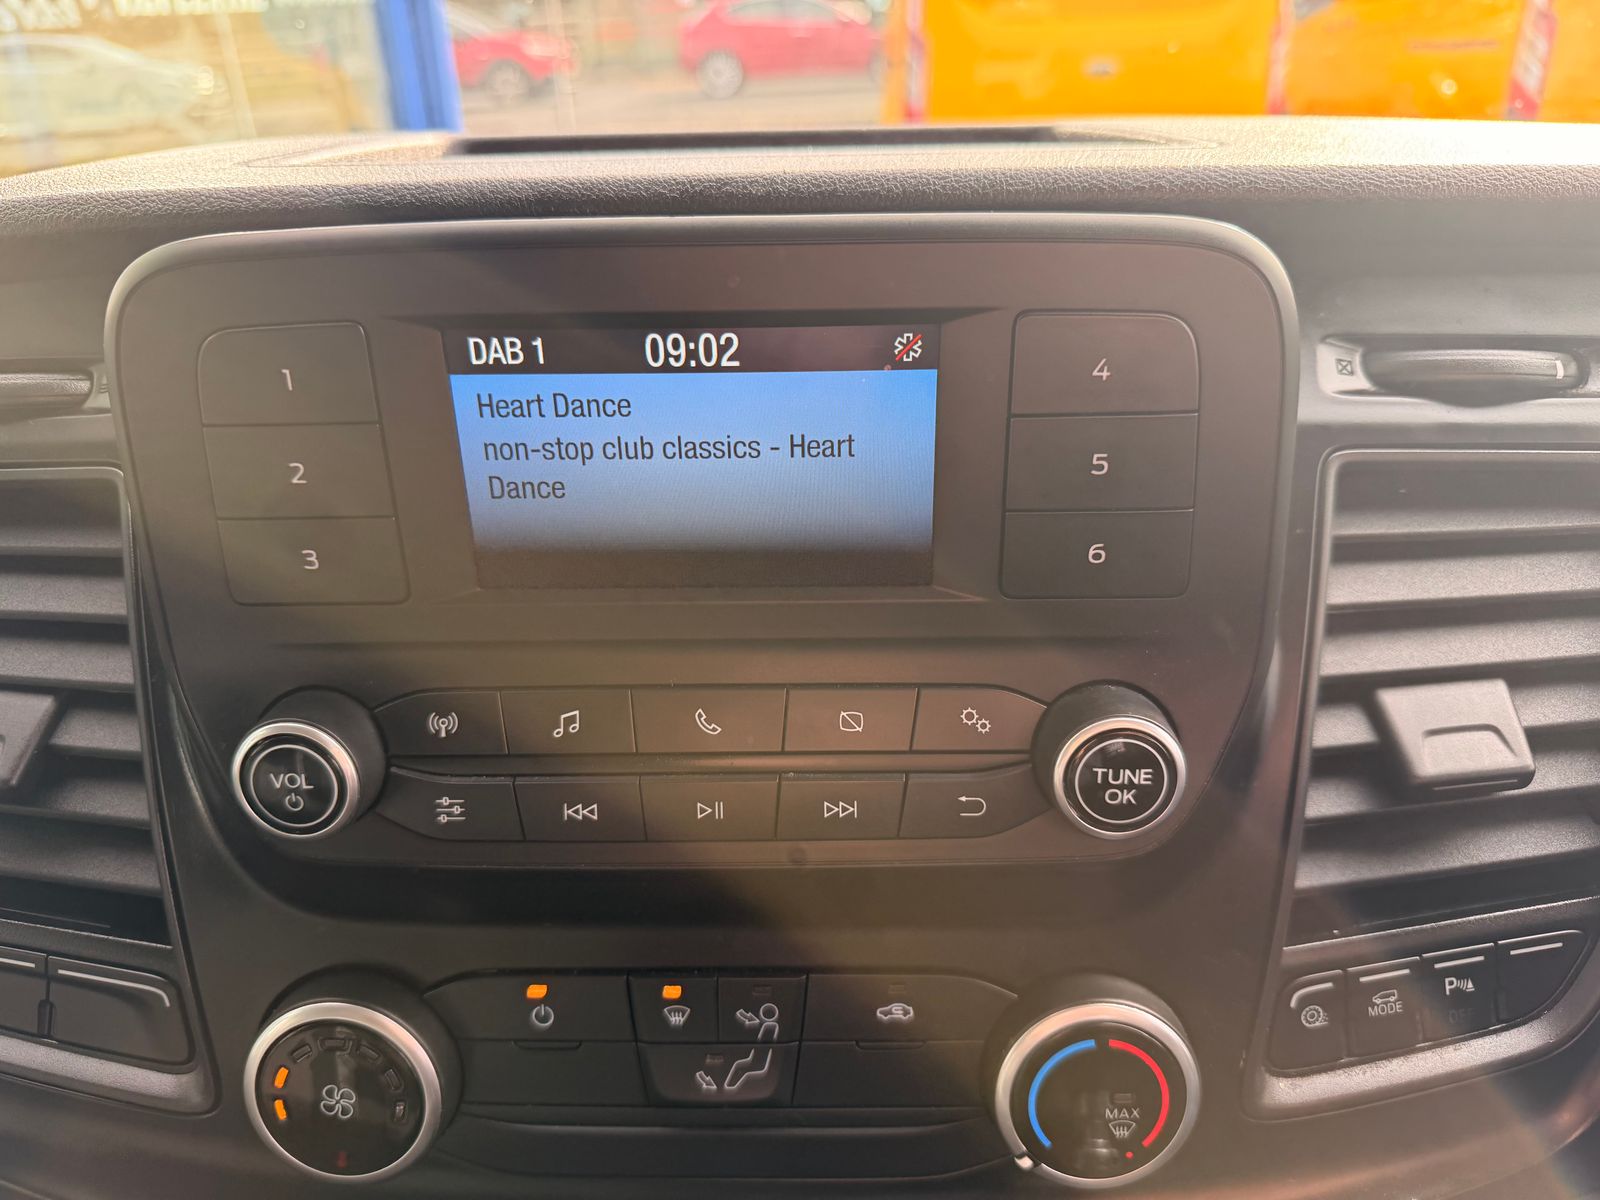 DAB 1 09:02
Heart Dance
non-stop club classics - Heart
Dance
1
2
3
4
5
6
VOL
TUNE
OK
MAX
MODE
P
OFF